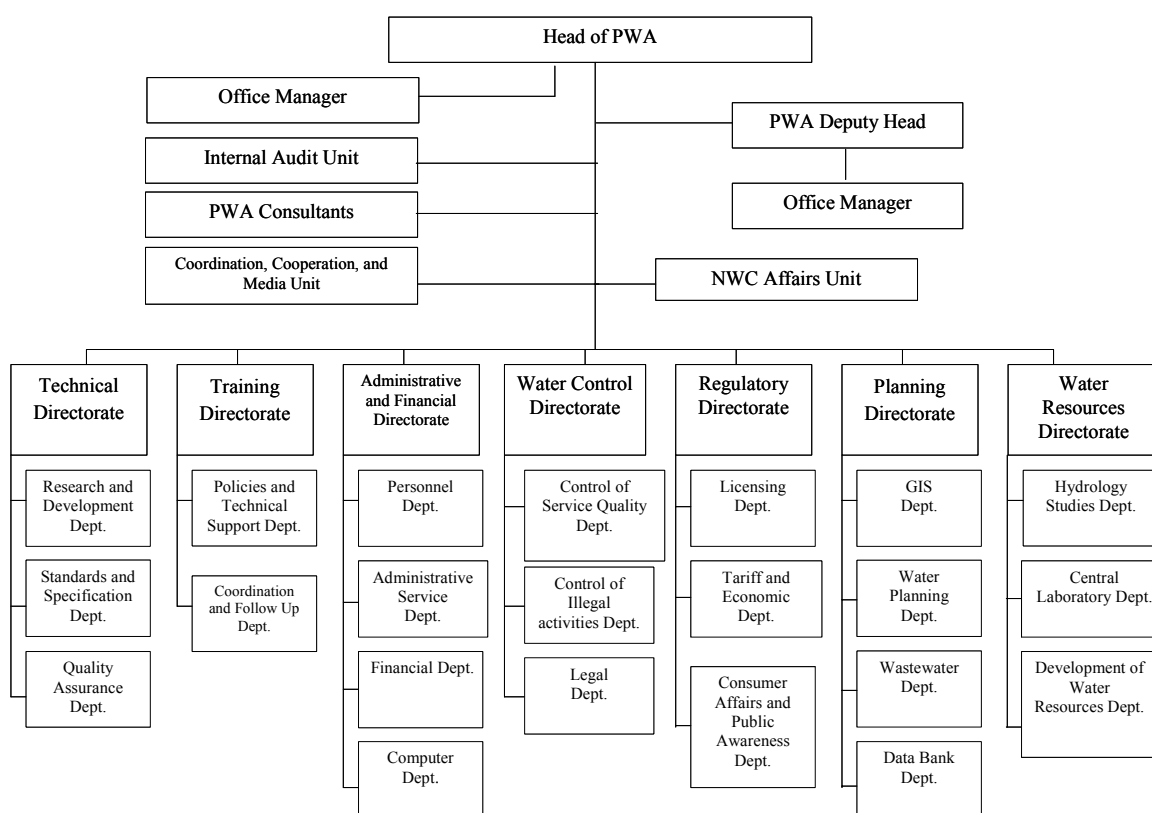 Head of PWA
Office Manager
PWA Deputy Head
Internal Audit Unit
PWA Consultants
Office Manager
Coordination, Cooperation, and
Media Unit
NWC Affairs Unit
Technical
Directorate
Research and
Development
Dept.
Standards and
Specification
Dept.
Quality
Assurance
Dept.
Training
Directorate
Policies and
Technical
Support Dept.
Coordination
and Follow Up
Dept.
Administrative
and Financial
Directorate
Personnel
Dept.
Administrative
Service Dept.
Financial Dept.
Computer
Dept.
Water Control
Directorate
Control of
Service Quality
Dept.
Control of
Illegal
activities Dept.
Legal
Dept.
Regulatory
Directorate
Licensing
Dept.
Tariff and
Economic Dept.
Consumer
Affairs and
Public
Awareness
Dept.
Planning
Directorate
GIS
Dept.
Water
Planning
Dept.
Wastewater
Dept.
Data Bank
Dept.
Water
Resources
Directorate
Hydrology
Studies Dept.
Central
Laboratory Dept.
Development of
Water
Resources Dept.